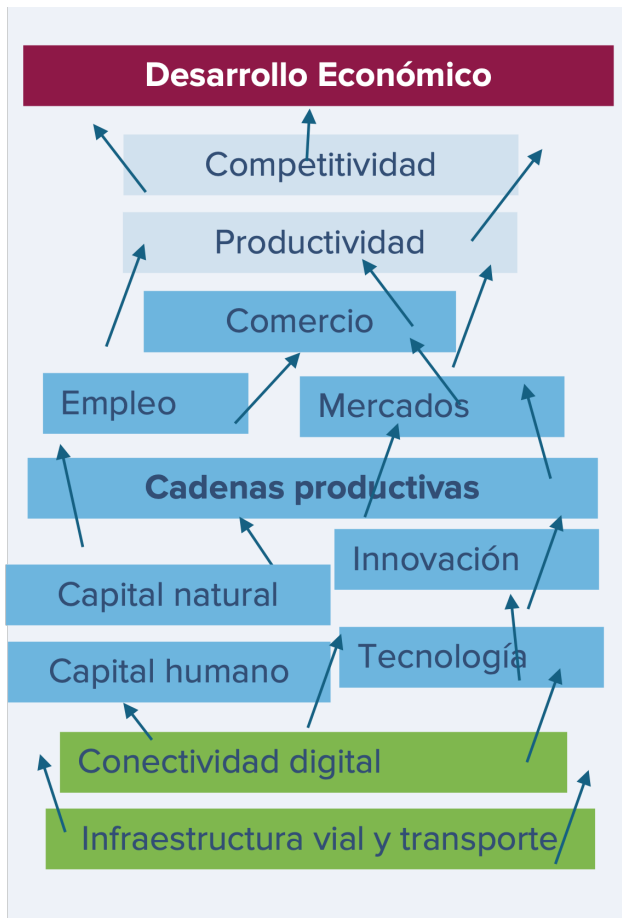 Desarrollo Económico
Competitividad
Productividad
Comercio
Empleo
Mercados
Cadenas productivas
Innovación
Capital natural
Tecnología
Capital humano
Conectividad digital
Infraestructura vial y transporte